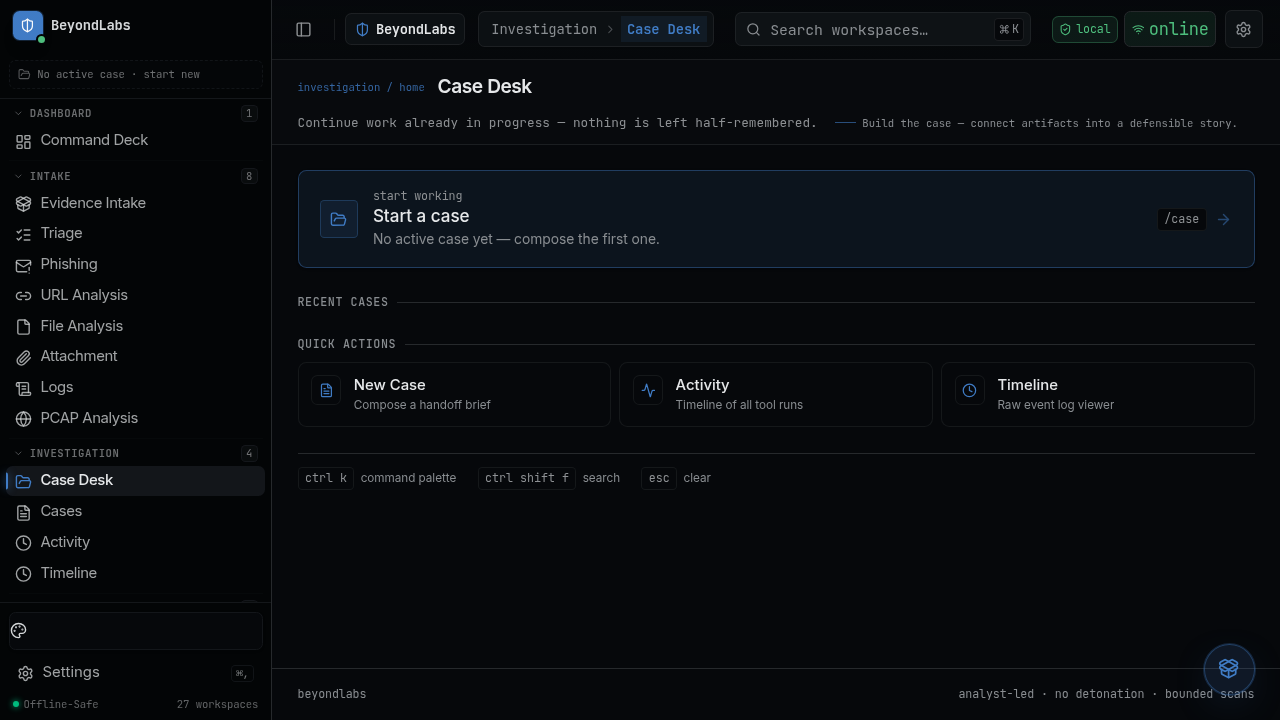 BeyondLabs
No active case · start new
DASHBOARD 1
Command Deck
INTAKE 8
Evidence Intake
Triage
Phishing
URL Analysis
File Analysis
Attachment
Logs
PCAP Analysis
INVESTIGATION 4
Case Desk
Cases
Activity
Timeline
Settings ⌘,
Offline-Safe 27 workspaces
BeyondLabs Investigation Case Desk Search workspaces… ⌘K local online
investigation / home Case Desk
Continue work already in progress — nothing is left half-remembered. Build the case — connect artifacts into a defensible story.
start working
Start a case
No active case yet — compose the first one.
/case
RECENT CASES
QUICK ACTIONS
New Case
Compose a handoff brief
Activity
Timeline of all tool runs
Timeline
Raw event log viewer
ctrl k command palette ctrl shift f search esc clear
beyondlabs analyst-led · no detonation · bounded scans